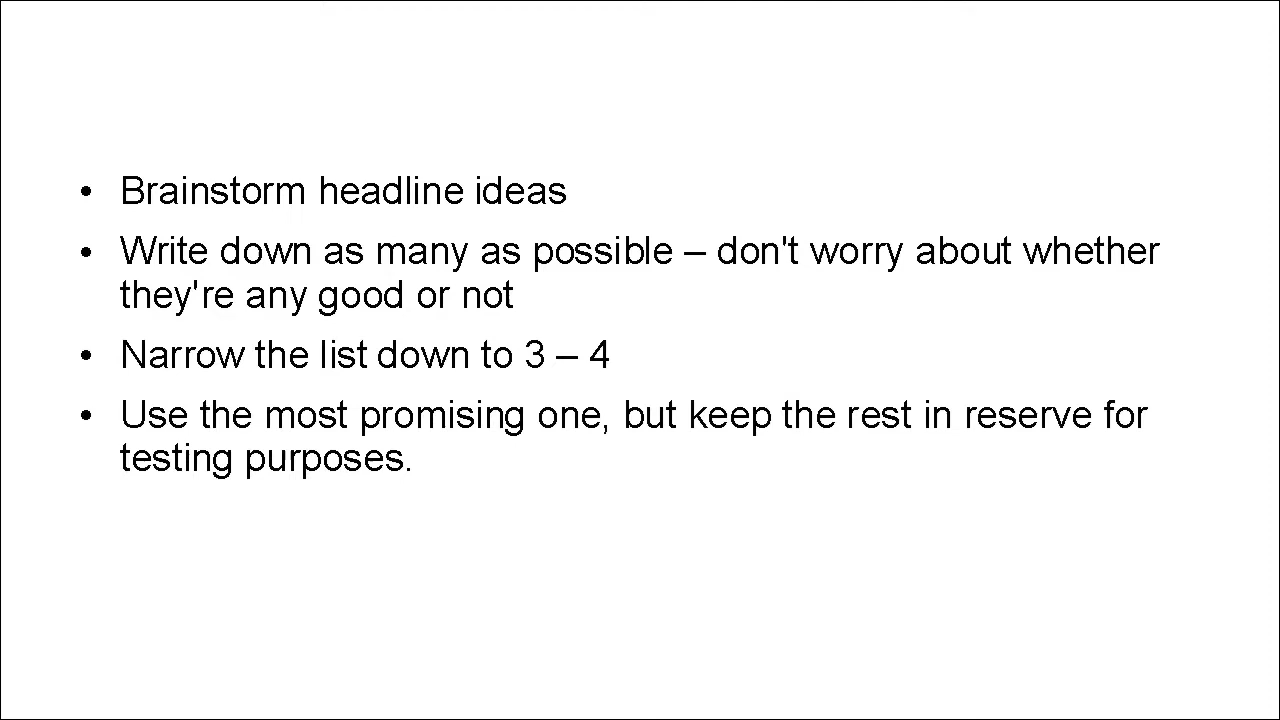 • Brainstorm headline ideas
• Write down as many as possible – don't worry about whether
they're any good or not
• Narrow the list down to 3 – 4
• Use the most promising one, but keep the rest in reserve for
testing purposes.